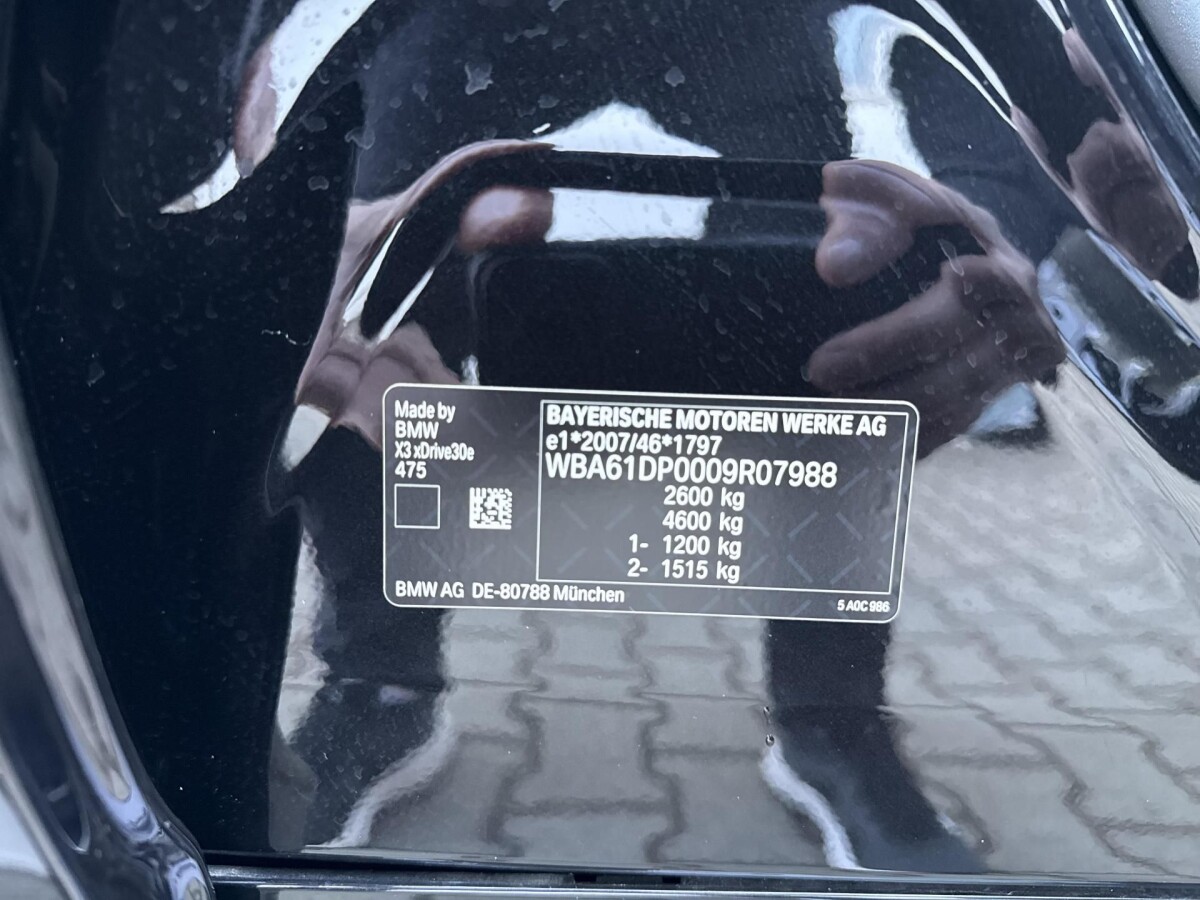 Made by
BMW
X3 xDrive30e
475
BAYERISCHE MOTOREN WERKE AG
e1*2007/46*1797
WBA61DP0009R07988
2600 kg
4600 kg
1- 1200 kg
2- 1515 kg
BMW AG DE-80788 München
5 A0C 986